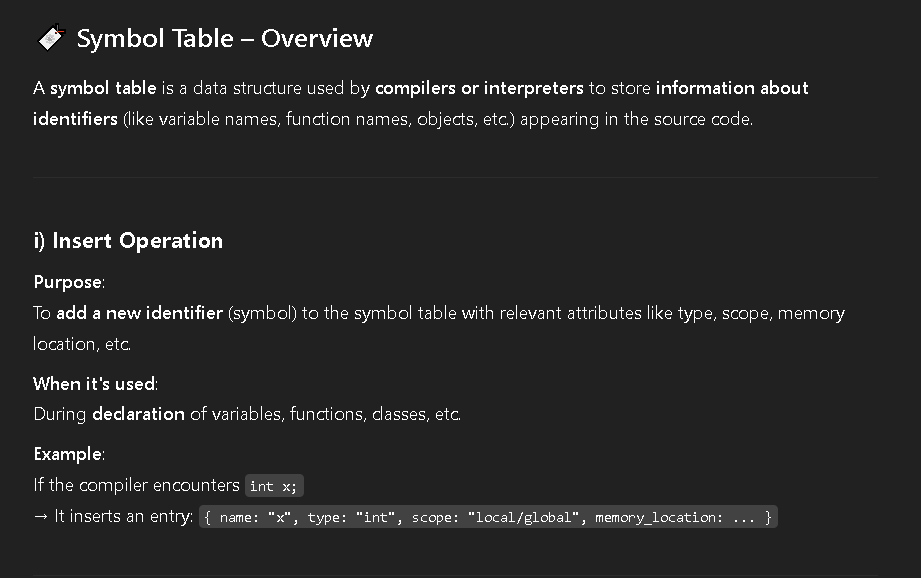 Symbol Table – Overview
A symbol table is a data structure used by compilers or interpreters to store information about
identifiers (like variable names, function names, objects, etc.) appearing in the source code.
i) Insert Operation
Purpose:
To add a new identifier (symbol) to the symbol table with relevant attributes like type, scope, memory
location, etc.
When it's used:
During declaration of variables, functions, classes, etc.
Example:
If the compiler encounters int x;
→ It inserts an entry: { name: "x", type: "int", scope: "local/global", memory_location: ... }